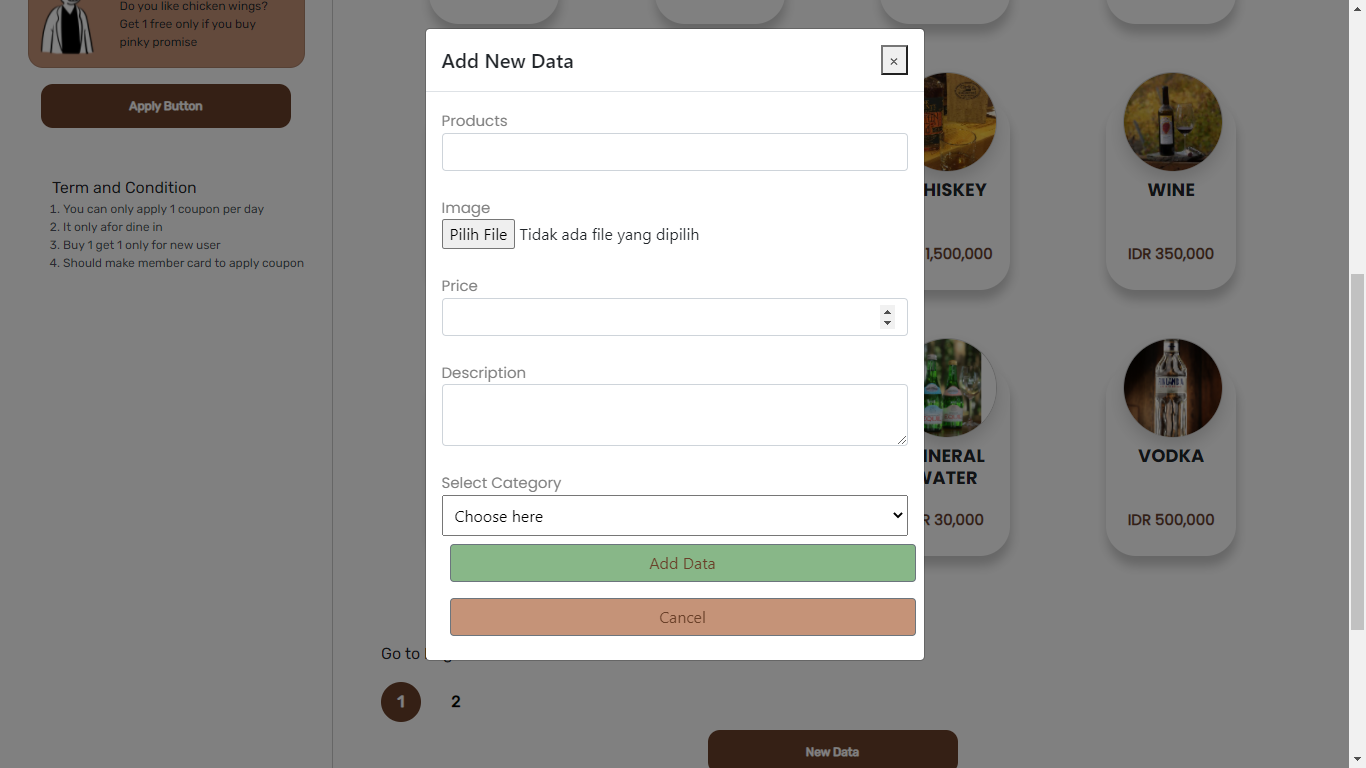 Do you like chicken wings?
Get 1 free only if you buy
pinky promise
Apply Button
Term and Condition
1. You can only apply 1 coupon per day
2. It only afor dine in
3. Buy 1 get 1 only for new user
4. Should make member card to apply coupon
Add New Data
×
Products
Image
Pilih File Tidak ada file yang dipilih
Price
Description
Select Category
Choose here
Add Data
Cancel
WINE
1,500,000
IDR 350,000
VODKA
30,000
IDR 500,000
Go to
1 2
New Data